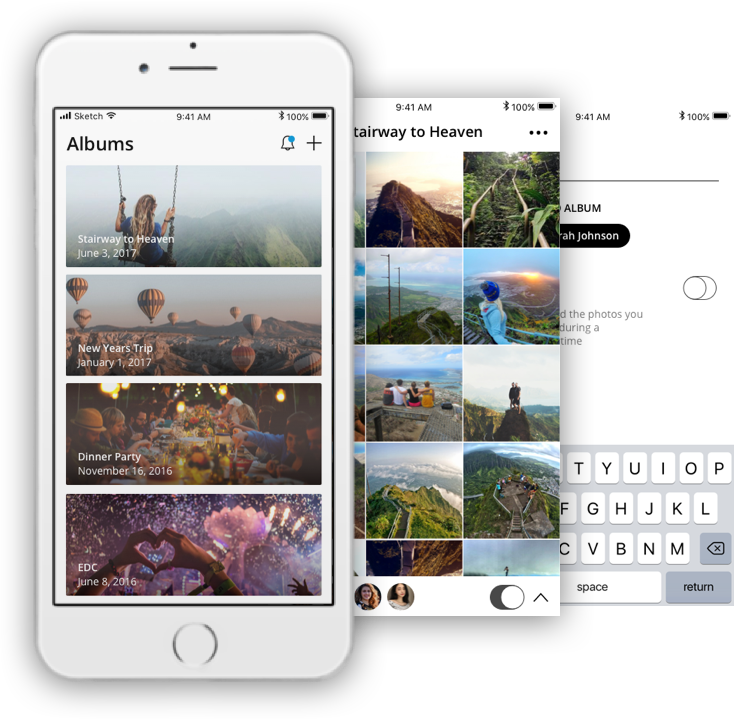 Sketch 9:41 AM 100%
Albums
Stairway to Heaven
June 3, 2017
New Years Trip
January 1, 2017
Dinner Party
November 16, 2016
EDC
June 8, 2016
9:41 AM 100%
tairway to Heaven
9:41 AM 100%
ALBUM
rah Johnson
d the photos you
during a
time
T Y U I O P
F G H J K L
C V B N M
space return